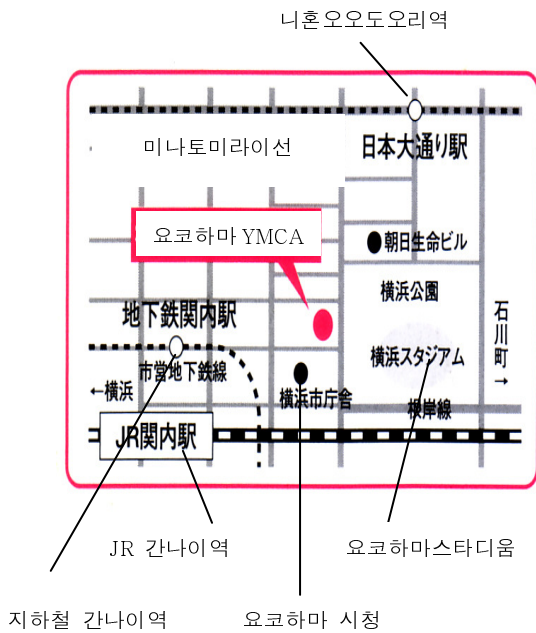 니혼오오도오리역
미나토미라이선
日本大通り駅
요코하마 YMCA
朝日生命ビル
横浜公園
地下鉄関内駅
石川町→
横浜スタジアム
市営地下鉄線
←横浜
横浜市庁舎
根岸線
JR関内駅
JR 간나이역
요코하마스타디움
지하철 간나이역
요코하마 시청